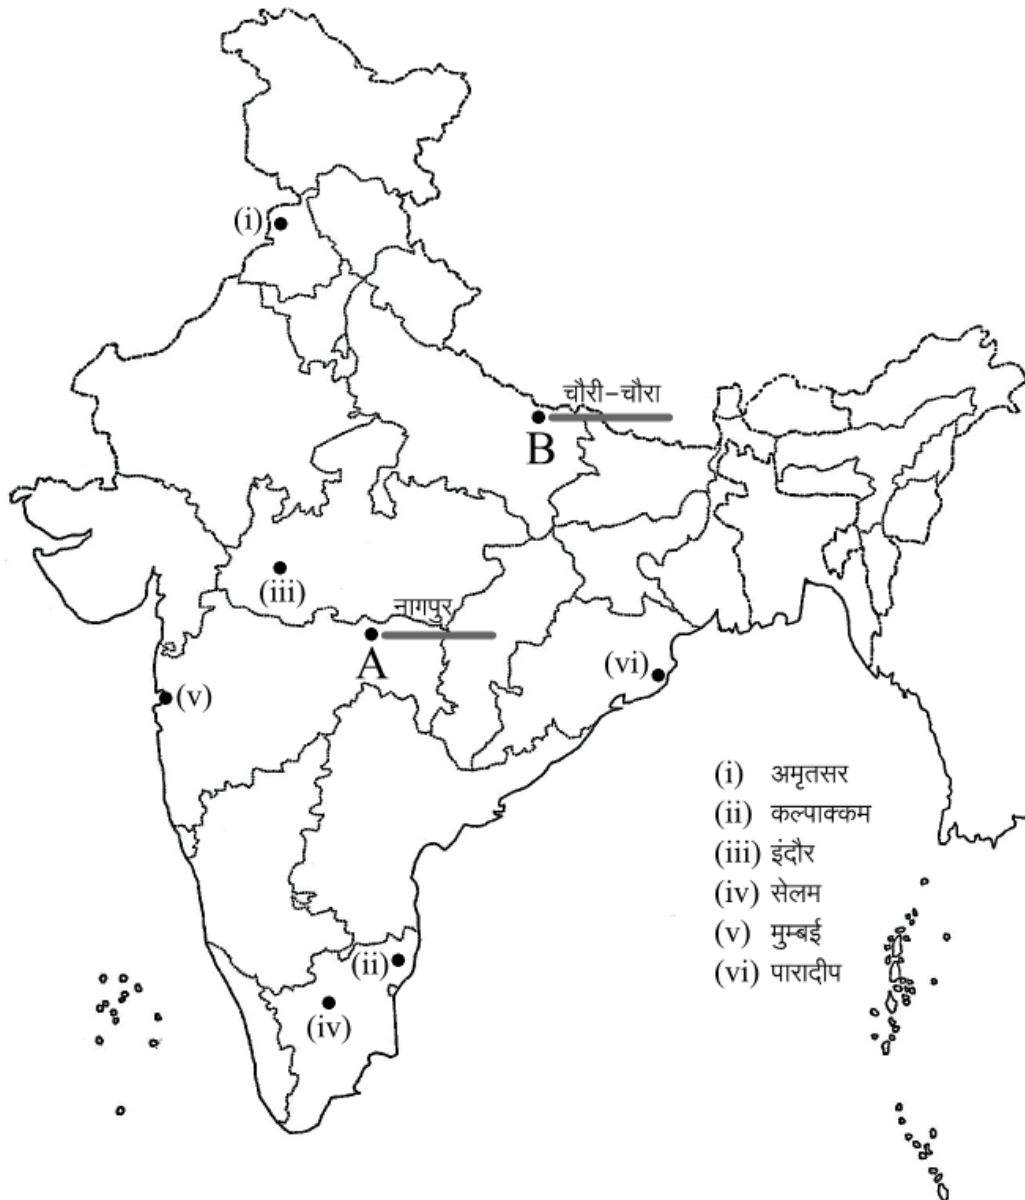 (i)
चौरी-चौरा
B
(iii)
नागपुर
A
(vi)
(v)
(i) अमृतसर
(ii) कल्पाक्कम
(iii) इंदौर
(iv) सेलम
(v) मुम्बई
(vi) पारादीप
(ii)
(iv)